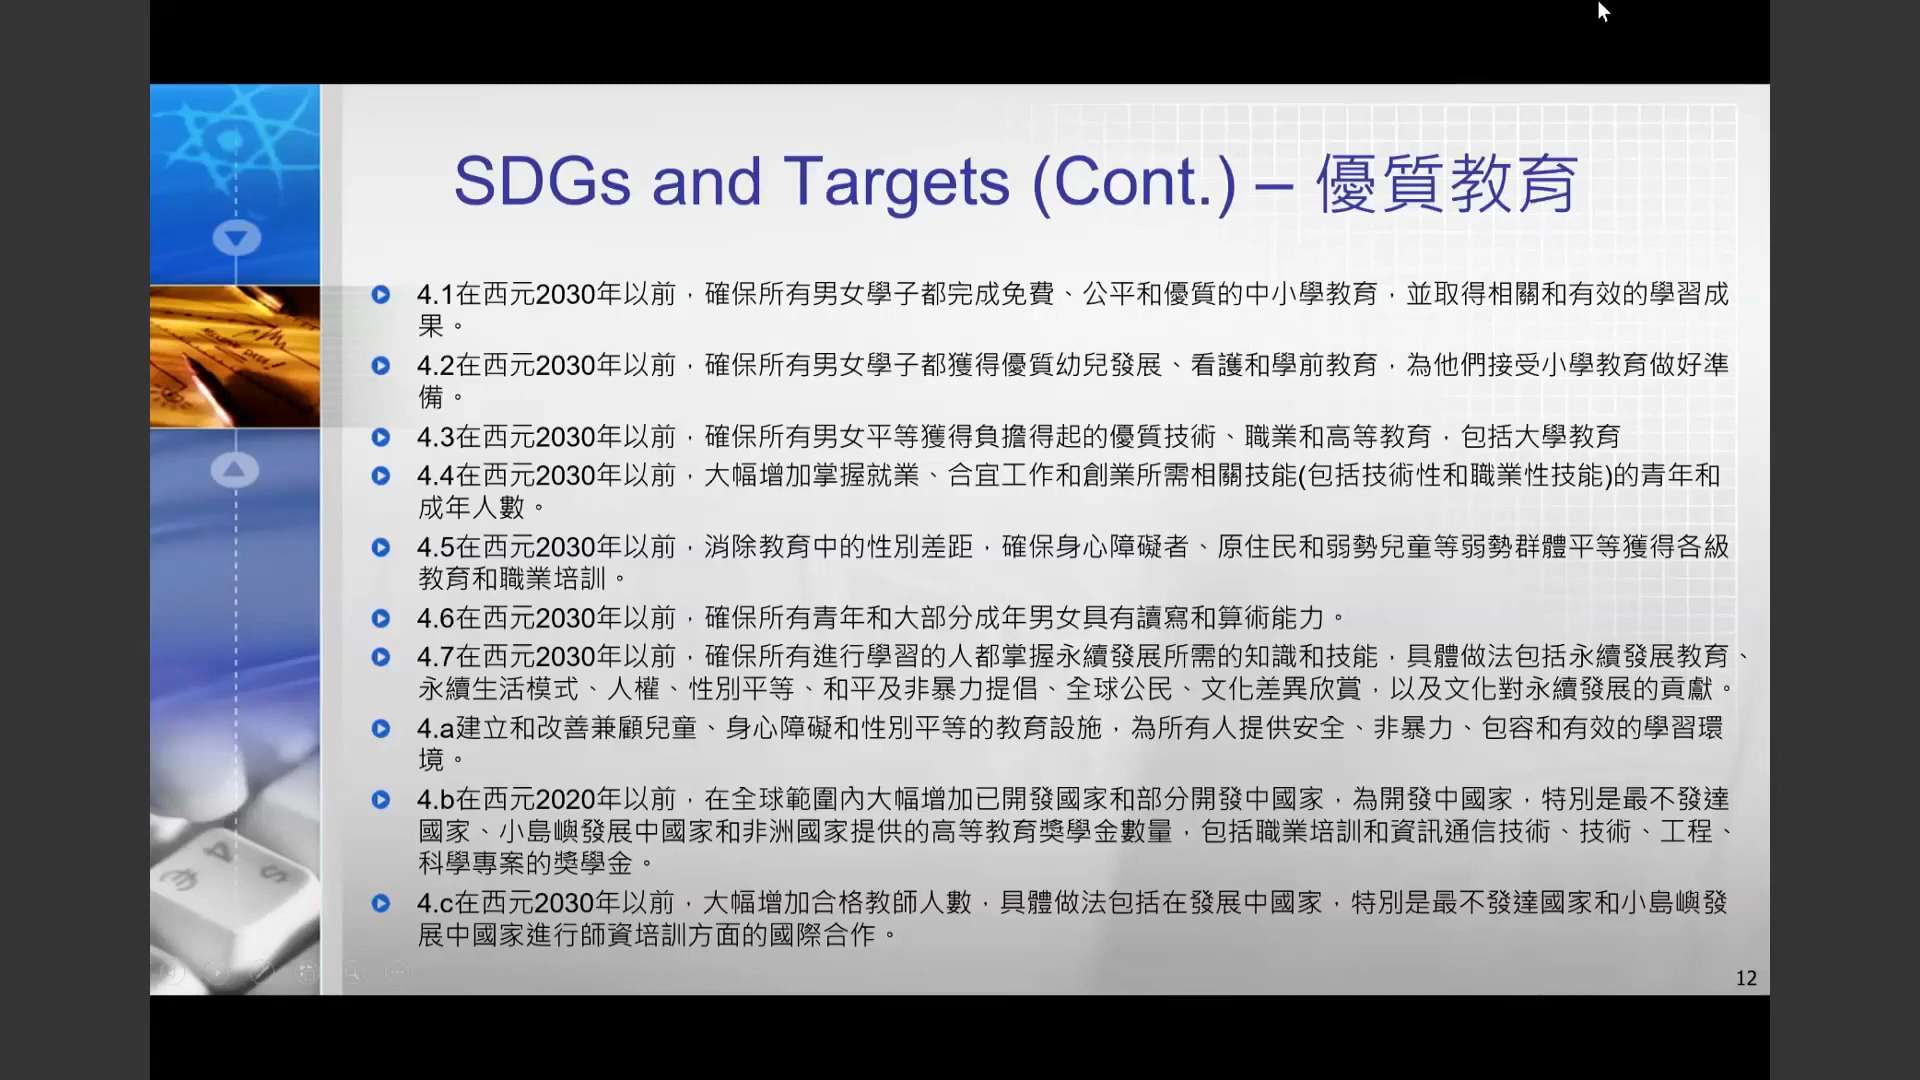 SDGs and Targets (Cont.) – 優質教育
4.1在西元2030年以前，確保所有男女學子都完成免費、公平和優質的中小學教育，並取得相關和有效的學習成
果。
4.2在西元2030年以前，確保所有男女學子都獲得優質幼兒發展、看護和學前教育，為他們接受小學教育做好準
備。
4.3在西元2030年以前，確保所有男女平等獲得負擔得起的優質技術、職業和高等教育，包括大學教育
4.4在西元2030年以前，大幅增加掌握就業、合宜工作和創業所需相關技能(包括技術性和職業性技能)的青年和
成年人數。
4.5在西元2030年以前，消除教育中的性別差距，確保身心障礙者、原住民和弱勢兒童等弱勢群體平等獲得各級
教育和職業培訓。
4.6在西元2030年以前，確保所有青年和大部分成年男女具有讀寫和算術能力。
4.7在西元2030年以前，確保所有進行學習的人都掌握永續發展所需的知識和技能，具體做法包括永續發展教育、
永續生活模式、人權、性別平等、和平及非暴力提倡、全球公民、文化差異欣賞，以及文化對永續發展的貢獻。
4.a建立和改善兼顧兒童、身心障礙和性別平等的教育設施，為所有人提供安全、非暴力、包容和有效的學習環
境。
4.b在西元2020年以前，在全球範圍內大幅增加已開發國家和部分開發中國家，為開發中國家，特別是最不發達
國家、小島嶼發展中國家和非洲國家提供的高等教育獎學金數量，包括職業培訓和資訊通信技術、技術、工程、
科學專案的獎學金。
4.c在西元2030年以前，大幅增加合格教師人數，具體做法包括在發展中國家，特別是最不發達國家和小島嶼發
展中國家進行師資培訓方面的國際合作。
12